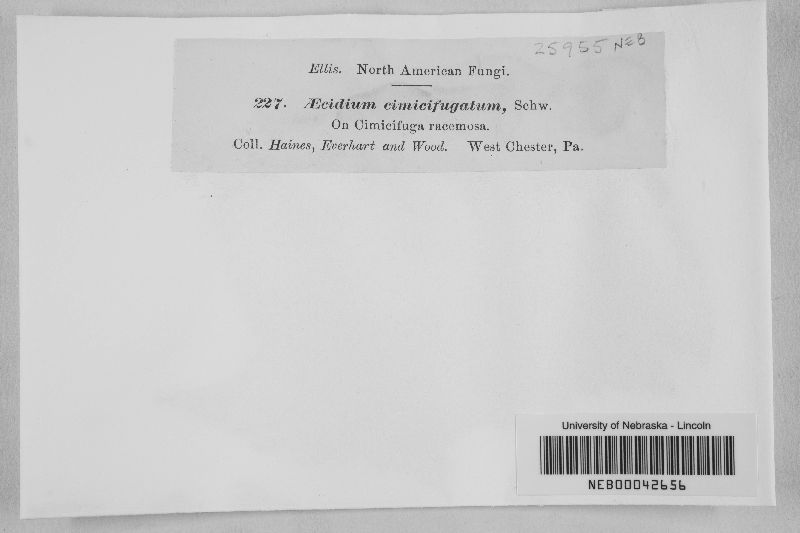 25955 NEB
Ellis. North American Fungi.
227. Æcidium cimicifugatum, Schw.
On Cimicifuga racemosa.
Coll. Haines, Everhart and Wood. West Chester, Pa.
University of Nebraska - Lincoln
NEB00042656